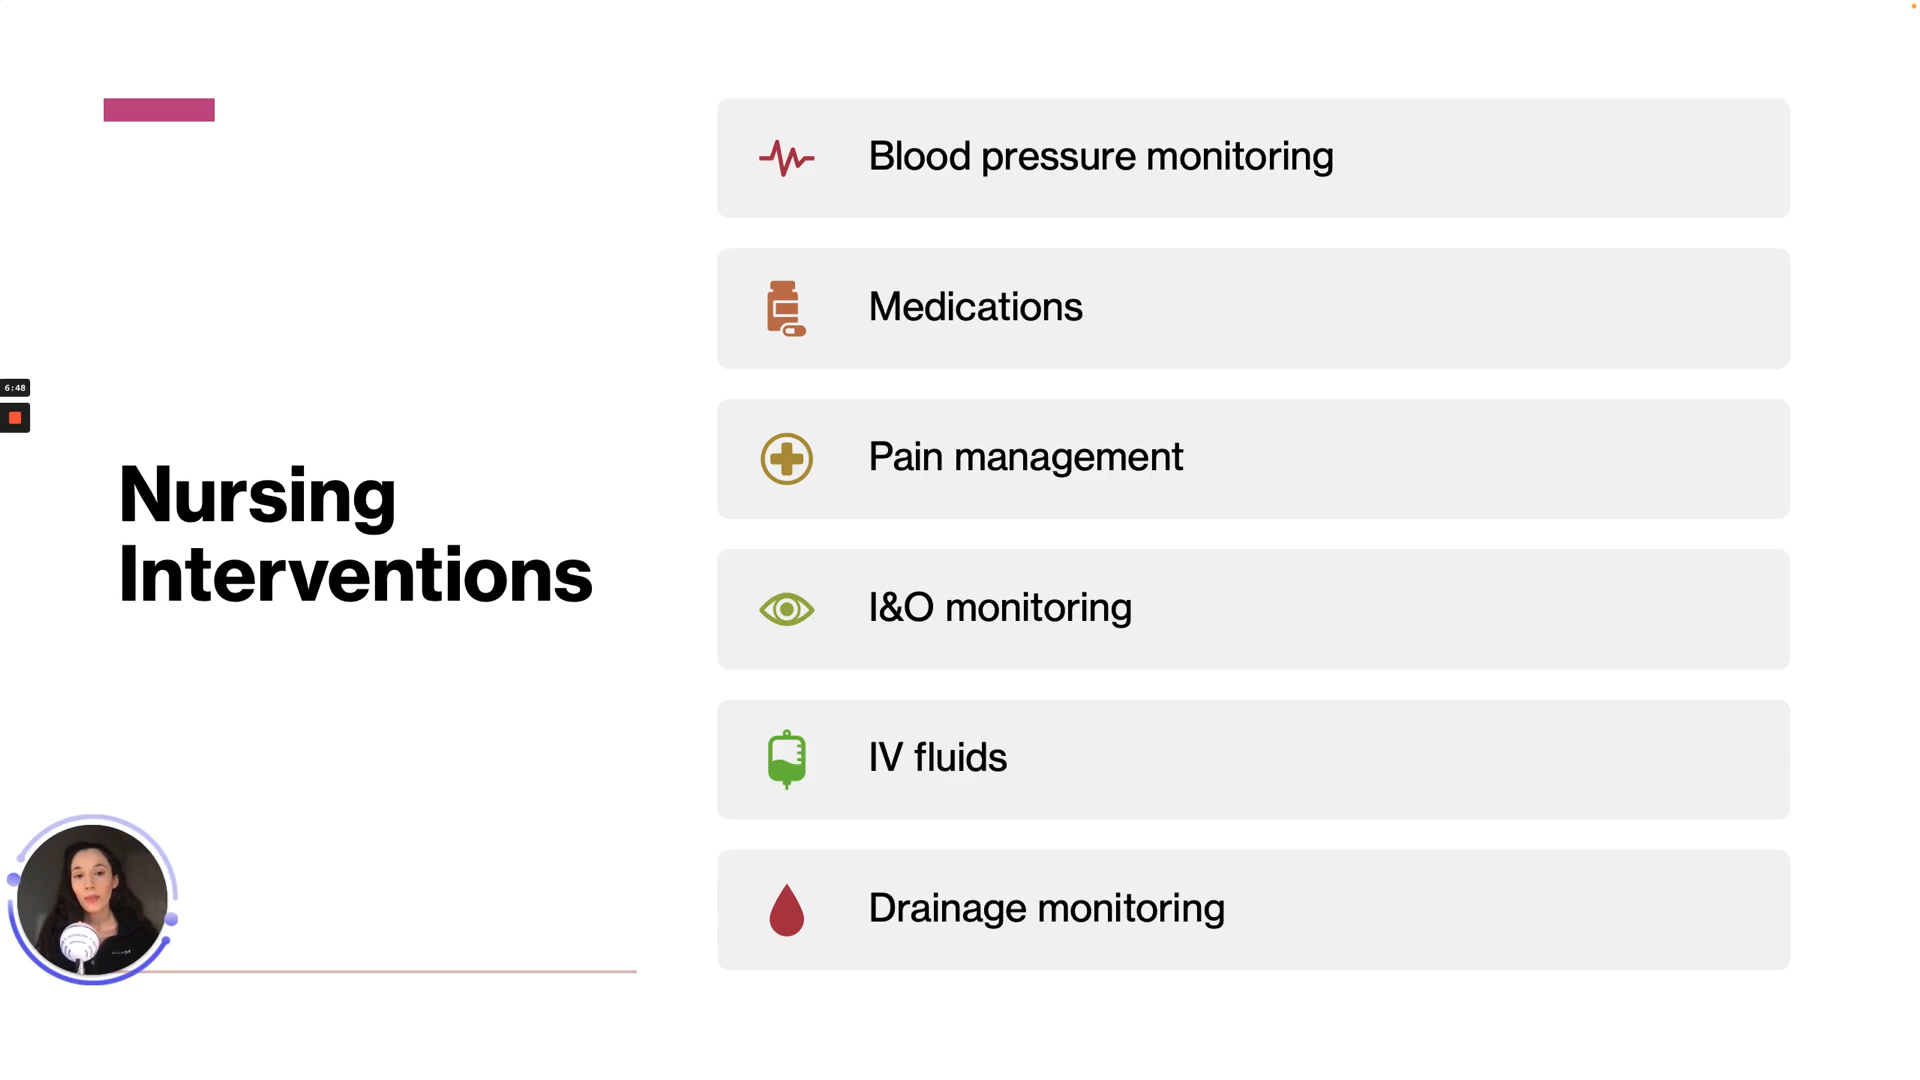 Blood pressure monitoring
Medications
6:48
Pain management
Nursing
Interventions
I&O monitoring
IV fluids
Drainage monitoring